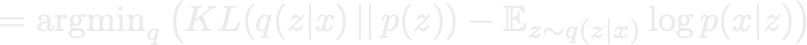 = argmin_q (KL(q(z|x) || p(z)) − 𝔼_{z∼q(z|x)} log p(x|z))